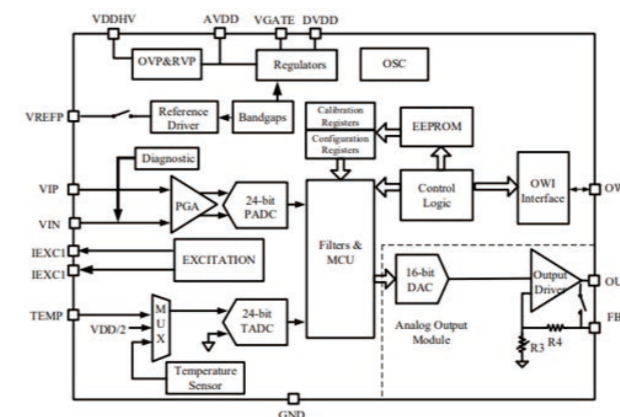 VDDHV
AVDD
VGATE
DVDD
OVP&RVP
Regulators
OSC
VREFP
Reference
Driver
Bandgaps
Calibration
Registers
Configuration
Registers
EEPROM
Diagnostic
VIP
VIN
PGA
24-bit
PADC
Filters &
MCU
Control
Logic
OWI
Interface
OW
IEXC1
IEXC1
EXCITATION
16-bit
DAC
Output
Driver
OU
FB
Analog Output
Module
R3
R4
TEMP
VDD/2
M
U
X
24-bit
TADC
Temperature
Sensor
GND